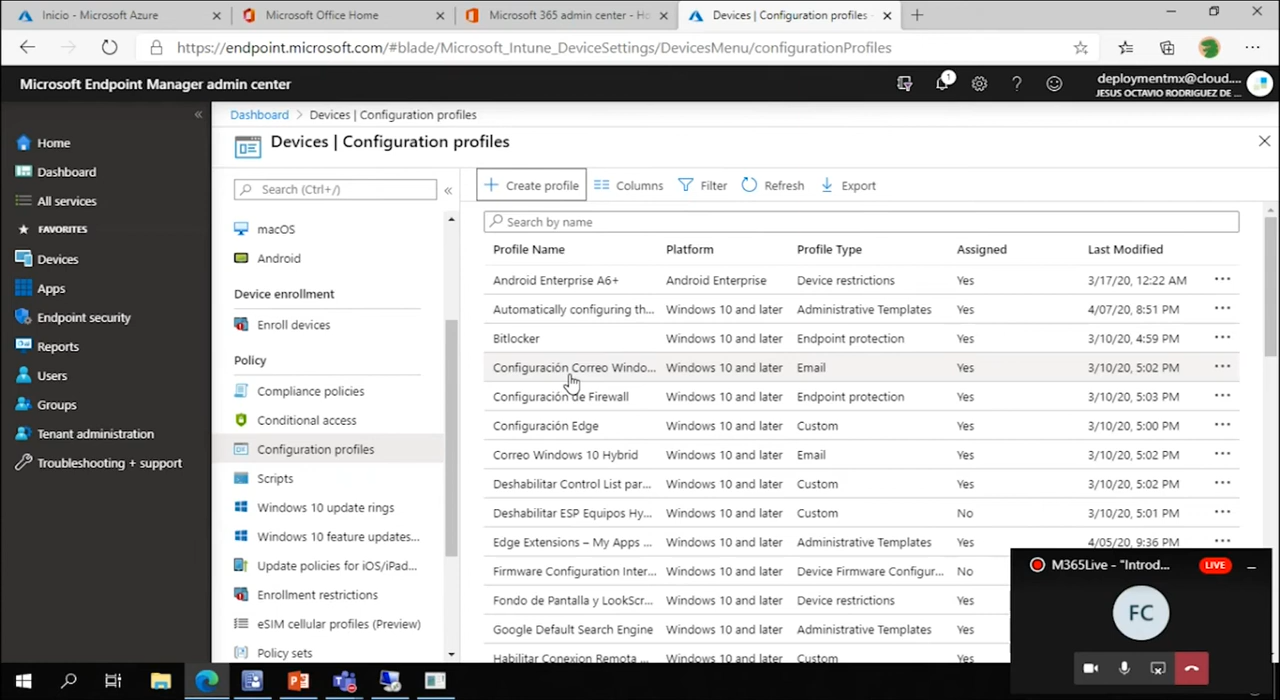 Inicio - Microsoft Azure
Microsoft Office Home
Microsoft 365 admin center - Ho
Devices | Configuration profiles -
https://endpoint.microsoft.com/#blade/Microsoft_Intune_DeviceSettings/DevicesMenu/configurationProfiles
Microsoft Endpoint Manager admin center
1
deploymentmx@cloud....
JESUS OCTAVIO RODRIGUEZ DE ...
Home
Dashboard
All services
FAVORITES
Devices
Apps
Endpoint security
Reports
Users
Groups
Tenant administration
Troubleshooting + support
Dashboard > Devices | Configuration profiles
Devices | Configuration profiles
Search (Ctrl+/)
macOS
Android
Device enrollment
Enroll devices
Policy
Compliance policies
Conditional access
Configuration profiles
Scripts
Windows 10 update rings
Windows 10 feature updates...
Update policies for iOS/iPad...
Enrollment restrictions
eSIM cellular profiles (Preview)
Policy sets
Create profile Columns Filter Refresh Export
Search by name
Profile Name Platform Profile Type Assigned Last Modified
Android Enterprise A6+ Android Enterprise Device restrictions Yes 3/17/20, 12:22 AM
Automatically configuring th... Windows 10 and later Administrative Templates Yes 4/07/20, 8:51 PM
Bitlocker Windows 10 and later Endpoint protection Yes 3/10/20, 4:59 PM
Configuración Correo Windo... Windows 10 and later Email Yes 3/10/20, 5:02 PM
Configuración de Firewall Windows 10 and later Endpoint protection Yes 3/10/20, 5:03 PM
Configuración Edge Windows 10 and later Custom Yes 3/10/20, 5:00 PM
Correo Windows 10 Hybrid Windows 10 and later Email Yes 3/10/20, 5:02 PM
Deshabilitar Control List par... Windows 10 and later Custom Yes 3/10/20, 5:02 PM
Deshabilitar ESP Equipos Hy... Windows 10 and later Custom No 3/10/20, 5:01 PM
Edge Extensions – My Apps ... Windows 10 and later Administrative Templates Yes 4/05/20, 9:36 PM
Firmware Configuration Inter... Windows 10 and later Device Firmware Configur... No
Fondo de Pantalla y LookScr... Windows 10 and later Device restrictions Yes
Google Default Search Engine Windows 10 and later Administrative Templates Yes
Habilitar Conexion Remota ... Windows 10 and later Custom Yes
M365Live - "Introd... LIVE
FC